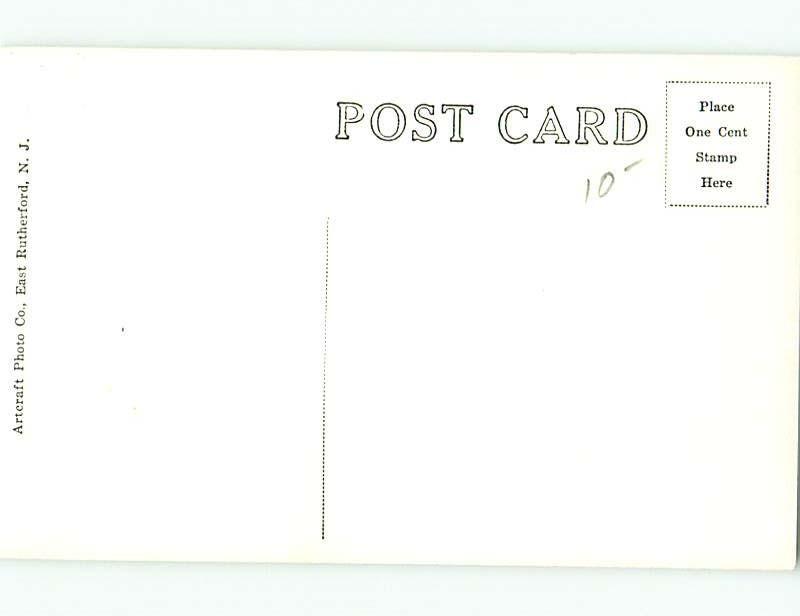 POST CARD
Place
One Cent
Stamp
Here
10-
Artcraft Photo Co., East Rutherford, N. J.